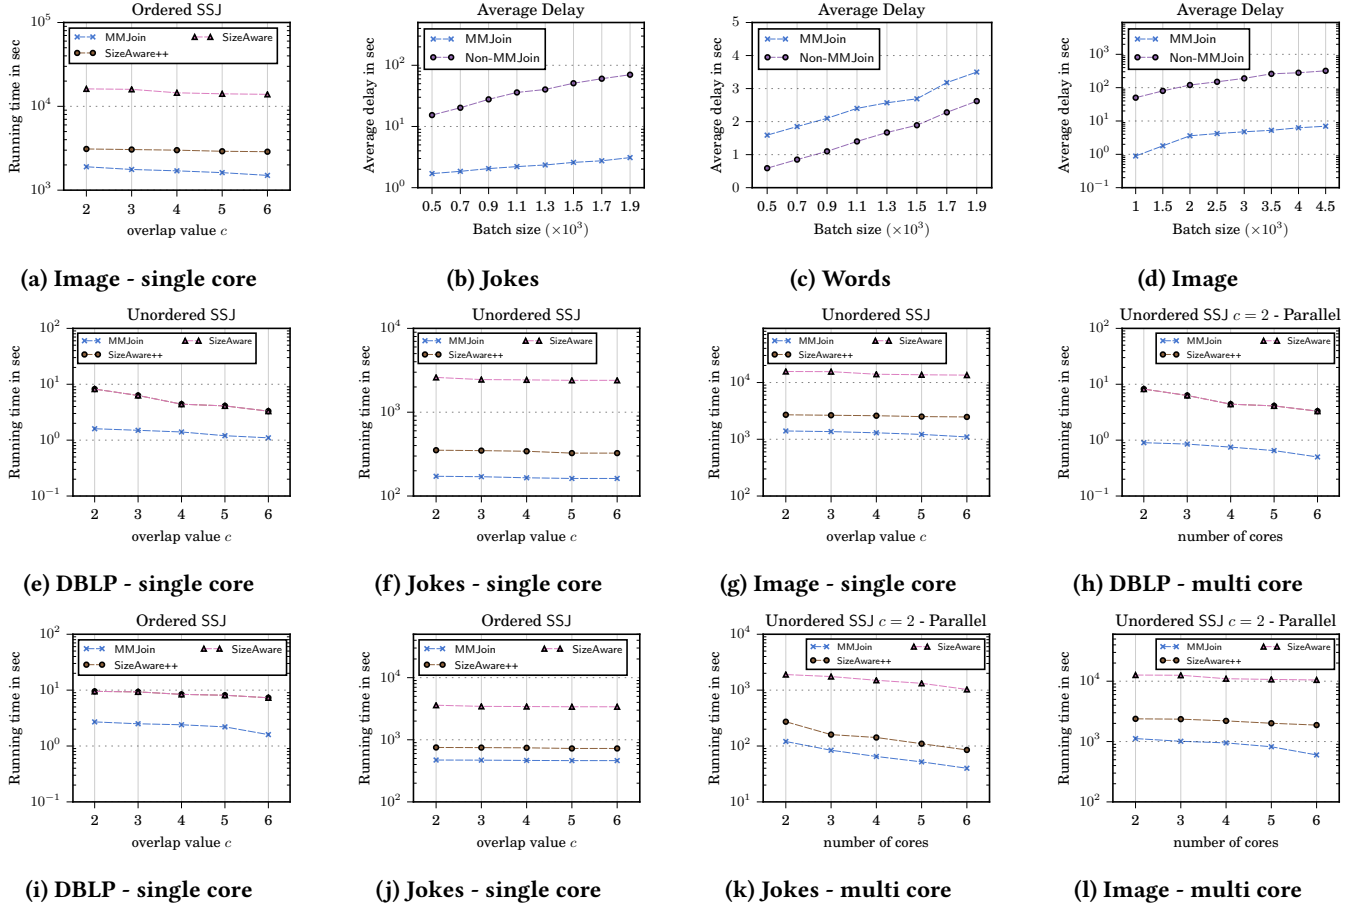 Ordered SSJ
Running time in sec
10^5
10^4
10^3
MMJoin
SizeAware++
SizeAware
2 3 4 5 6
overlap value c
(a) Image - single core
Average Delay
Average delay in sec
10^2
10^1
10^0
MMJoin
Non-MMJoin
0.5 0.7 0.9 1.1 1.3 1.5 1.7 1.9
Batch size (×10^3)
(b) Jokes
Average Delay
Average delay in sec
5
4
3
2
1
0
MMJoin
Non-MMJoin
0.5 0.7 0.9 1.1 1.3 1.5 1.7 1.9
Batch size (×10^3)
(c) Words
Average Delay
Average delay in sec
10^3
10^2
10^1
10^0
10^−1
MMJoin
Non-MMJoin
1 1.5 2 2.5 3 3.5 4 4.5
Batch size (×10^3)
(d) Image
Unordered SSJ
Running time in sec
10^2
10^1
10^0
10^−1
MMJoin
SizeAware++
SizeAware
2 3 4 5 6
overlap value c
(e) DBLP - single core
Unordered SSJ
Running time in sec
10^4
10^3
10^2
MMJoin
SizeAware++
SizeAware
2 3 4 5 6
overlap value c
(f) Jokes - single core
Unordered SSJ
Running time in sec
10^4
10^3
10^2
MMJoin
SizeAware++
SizeAware
2 3 4 5 6
overlap value c
(g) Image - single core
Unordered SSJ c = 2 - Parallel
Running time in sec
10^2
10^1
10^0
10^−1
MMJoin
SizeAware++
SizeAware
2 3 4 5 6
number of cores
(h) DBLP - multi core
Ordered SSJ
Running time in sec
10^2
10^1
10^0
10^−1
MMJoin
SizeAware++
SizeAware
2 3 4 5 6
overlap value c
(i) DBLP - single core
Ordered SSJ
Running time in sec
10^4
10^3
10^2
MMJoin
SizeAware++
SizeAware
2 3 4 5 6
overlap value c
(j) Jokes - single core
Unordered SSJ c = 2 - Parallel
Running time in sec
10^4
10^3
10^2
10^1
MMJoin
SizeAware++
SizeAware
2 3 4 5 6
number of cores
(k) Jokes - multi core
Unordered SSJ c = 2 - Parallel
Running time in sec
10^4
10^3
10^2
MMJoin
SizeAware++
SizeAware
2 3 4 5 6
number of cores
(l) Image - multi core